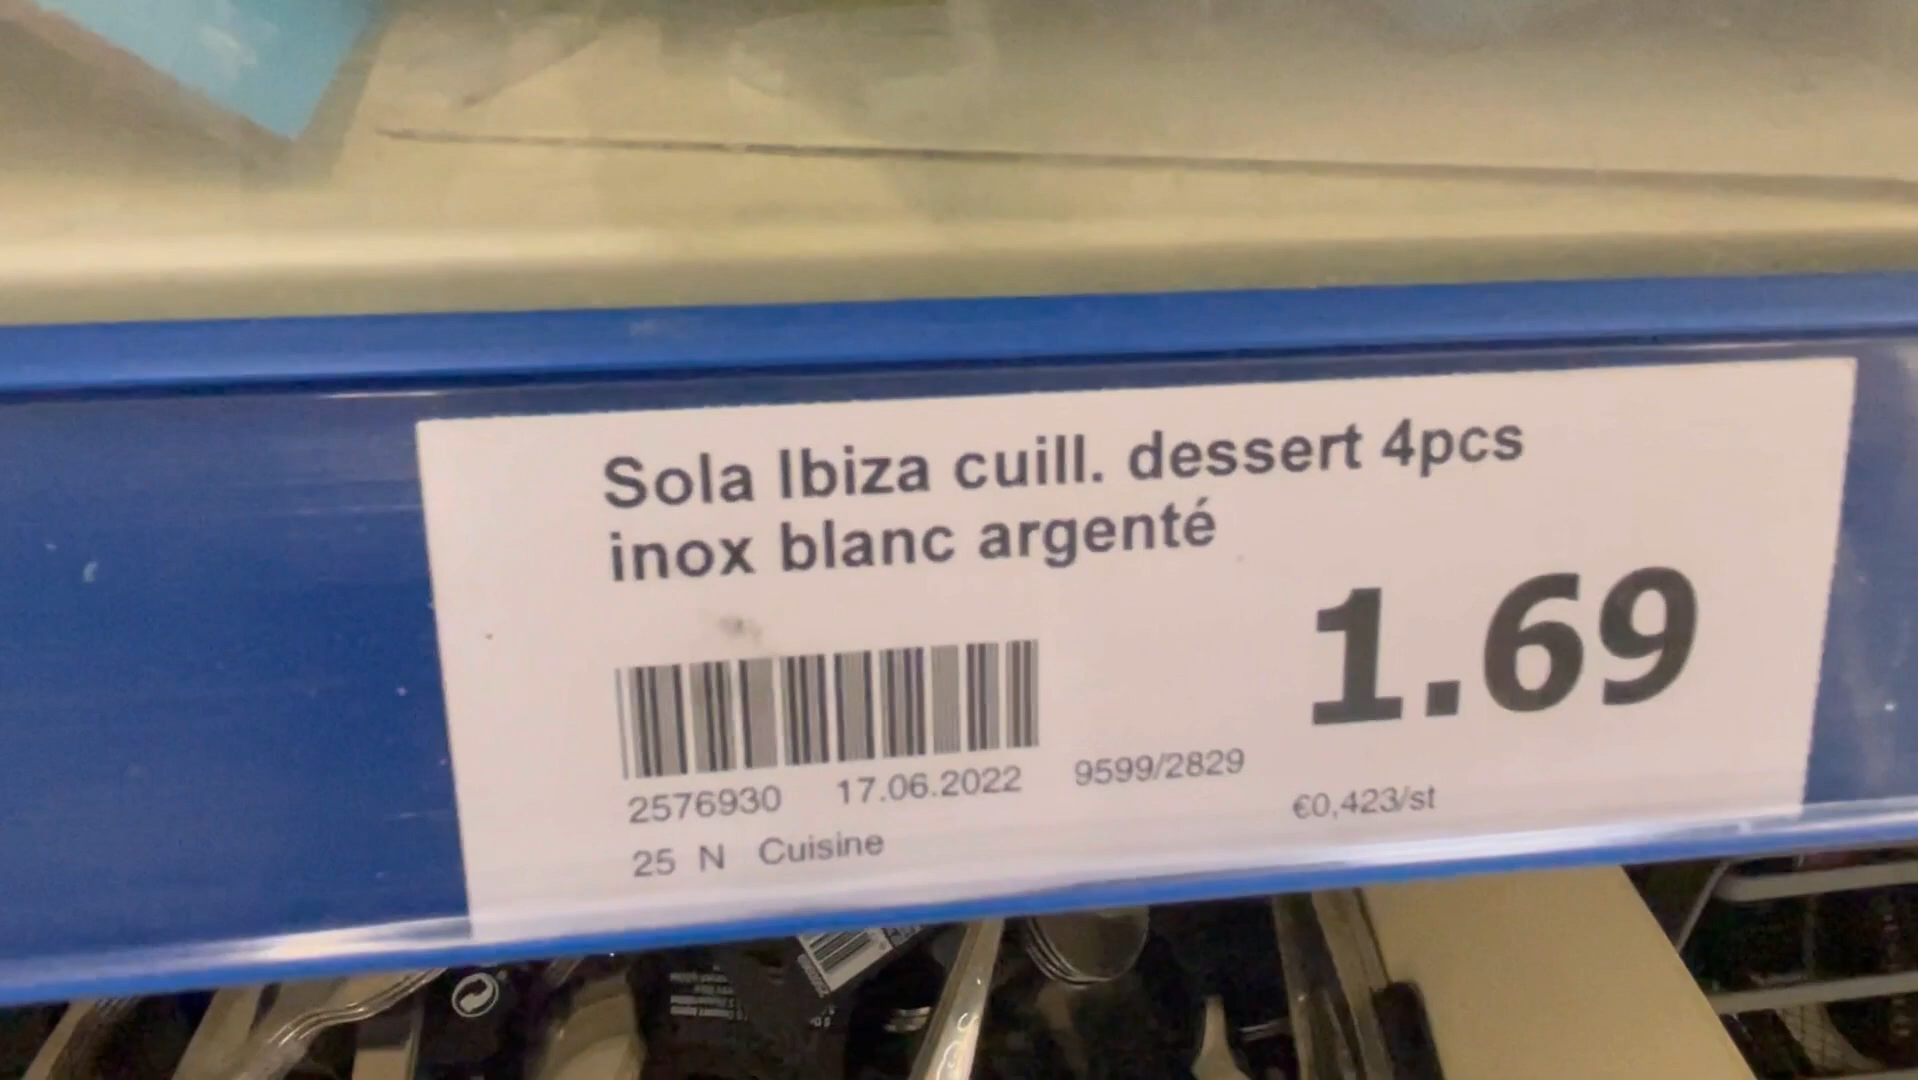 Sola Ibiza cuill. dessert 4pcs
inox blanc argenté
1.69
2576930 17.06.2022 9599/2829
€0,423/st
25 N Cuisine